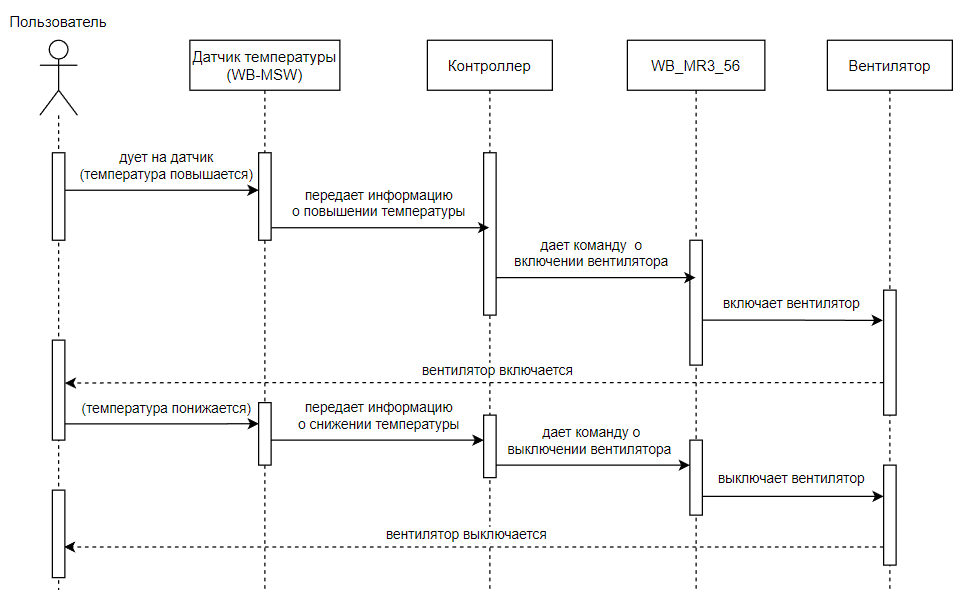 Пользователь
Датчик температуры
(WB-MSW)
Контроллер
WB_MR3_56
Вентилятор
дует на датчик
(температура повышается)
передает информацию
о повышении температуры
дает команду о
включении вентилятора
включает вентилятор
вентилятор включается
(температура понижается)
передает информацию
о снижении температуры
дает команду о
выключении вентилятора
выключает вентилятор
вентилятор выключается